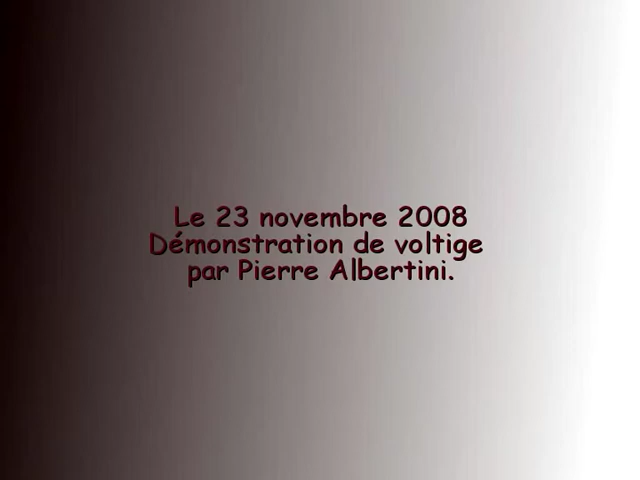 Le 23 novembre 2008
Démonstration de voltige
par Pierre Albertini.